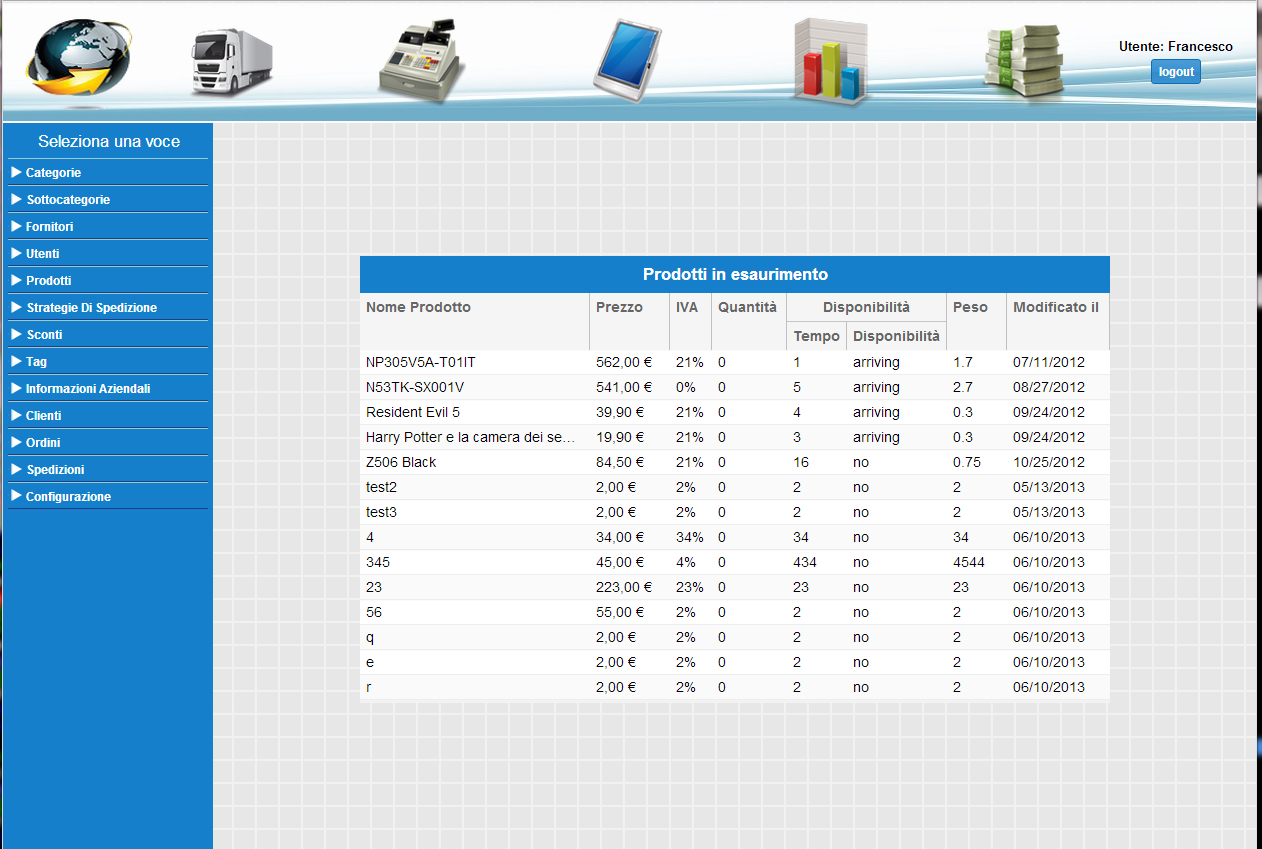 Utente: Francesco
logout
Seleziona una voce
Categorie
Sottocategorie
Fornitori
Utenti
Prodotti
Strategie Di Spedizione
Sconti
Tag
Informazioni Aziendali
Clienti
Ordini
Spedizioni
Configurazione
Prodotti in esaurimento
Nome Prodotto Prezzo IVA Quantità Disponibilità Peso Modificato il
Tempo Disponibilità
NP305V5A-T01IT 562,00 € 21% 0 1 arriving 1.7 07/11/2012
N53TK-SX001V 541,00 € 0% 0 5 arriving 2.7 08/27/2012
Resident Evil 5 39,90 € 21% 0 4 arriving 0.3 09/24/2012
Harry Potter e la camera dei se... 19,90 € 21% 0 3 arriving 0.3 09/24/2012
Z506 Black 84,50 € 21% 0 16 no 0.75 10/25/2012
test2 2,00 € 2% 0 2 no 2 05/13/2013
test3 2,00 € 2% 0 2 no 2 05/13/2013
4 34,00 € 34% 0 34 no 34 06/10/2013
345 45,00 € 4% 0 434 no 4544 06/10/2013
23 223,00 € 23% 0 23 no 23 06/10/2013
56 55,00 € 2% 0 2 no 2 06/10/2013
q 2,00 € 2% 0 2 no 2 06/10/2013
e 2,00 € 2% 0 2 no 2 06/10/2013
r 2,00 € 2% 0 2 no 2 06/10/2013